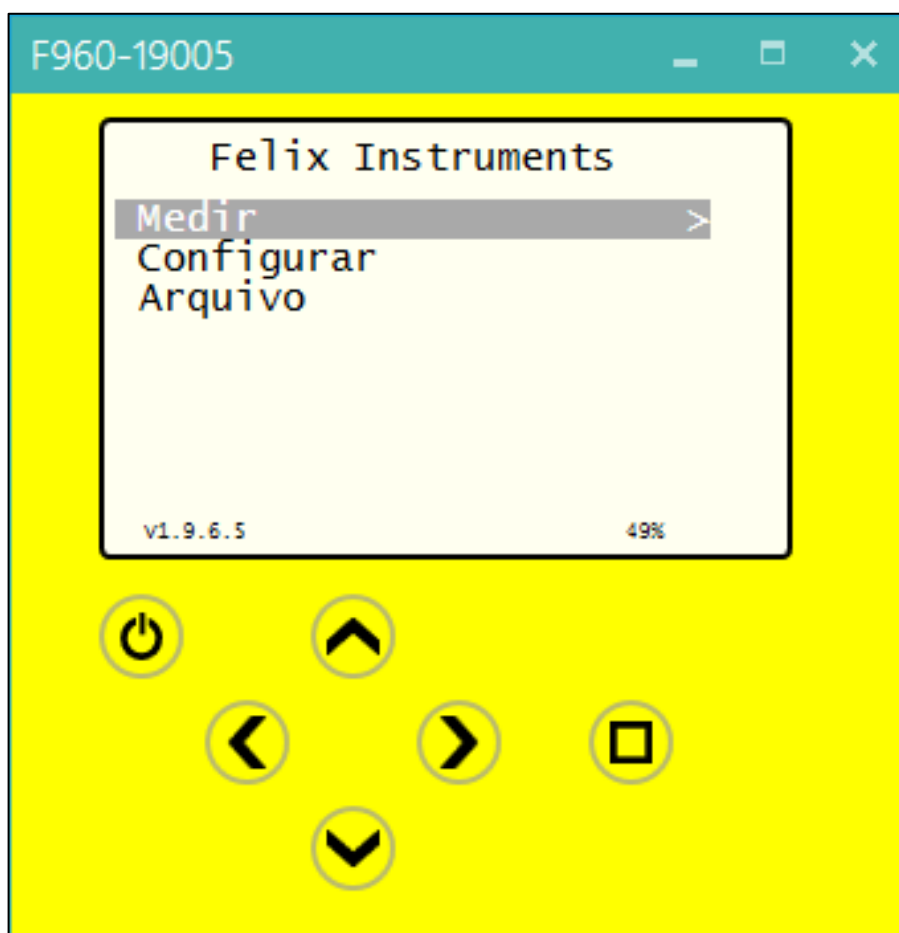 F960-19005
Felix Instruments
Medir >
Configurar
Arquivo
v1.9.6.5 49%